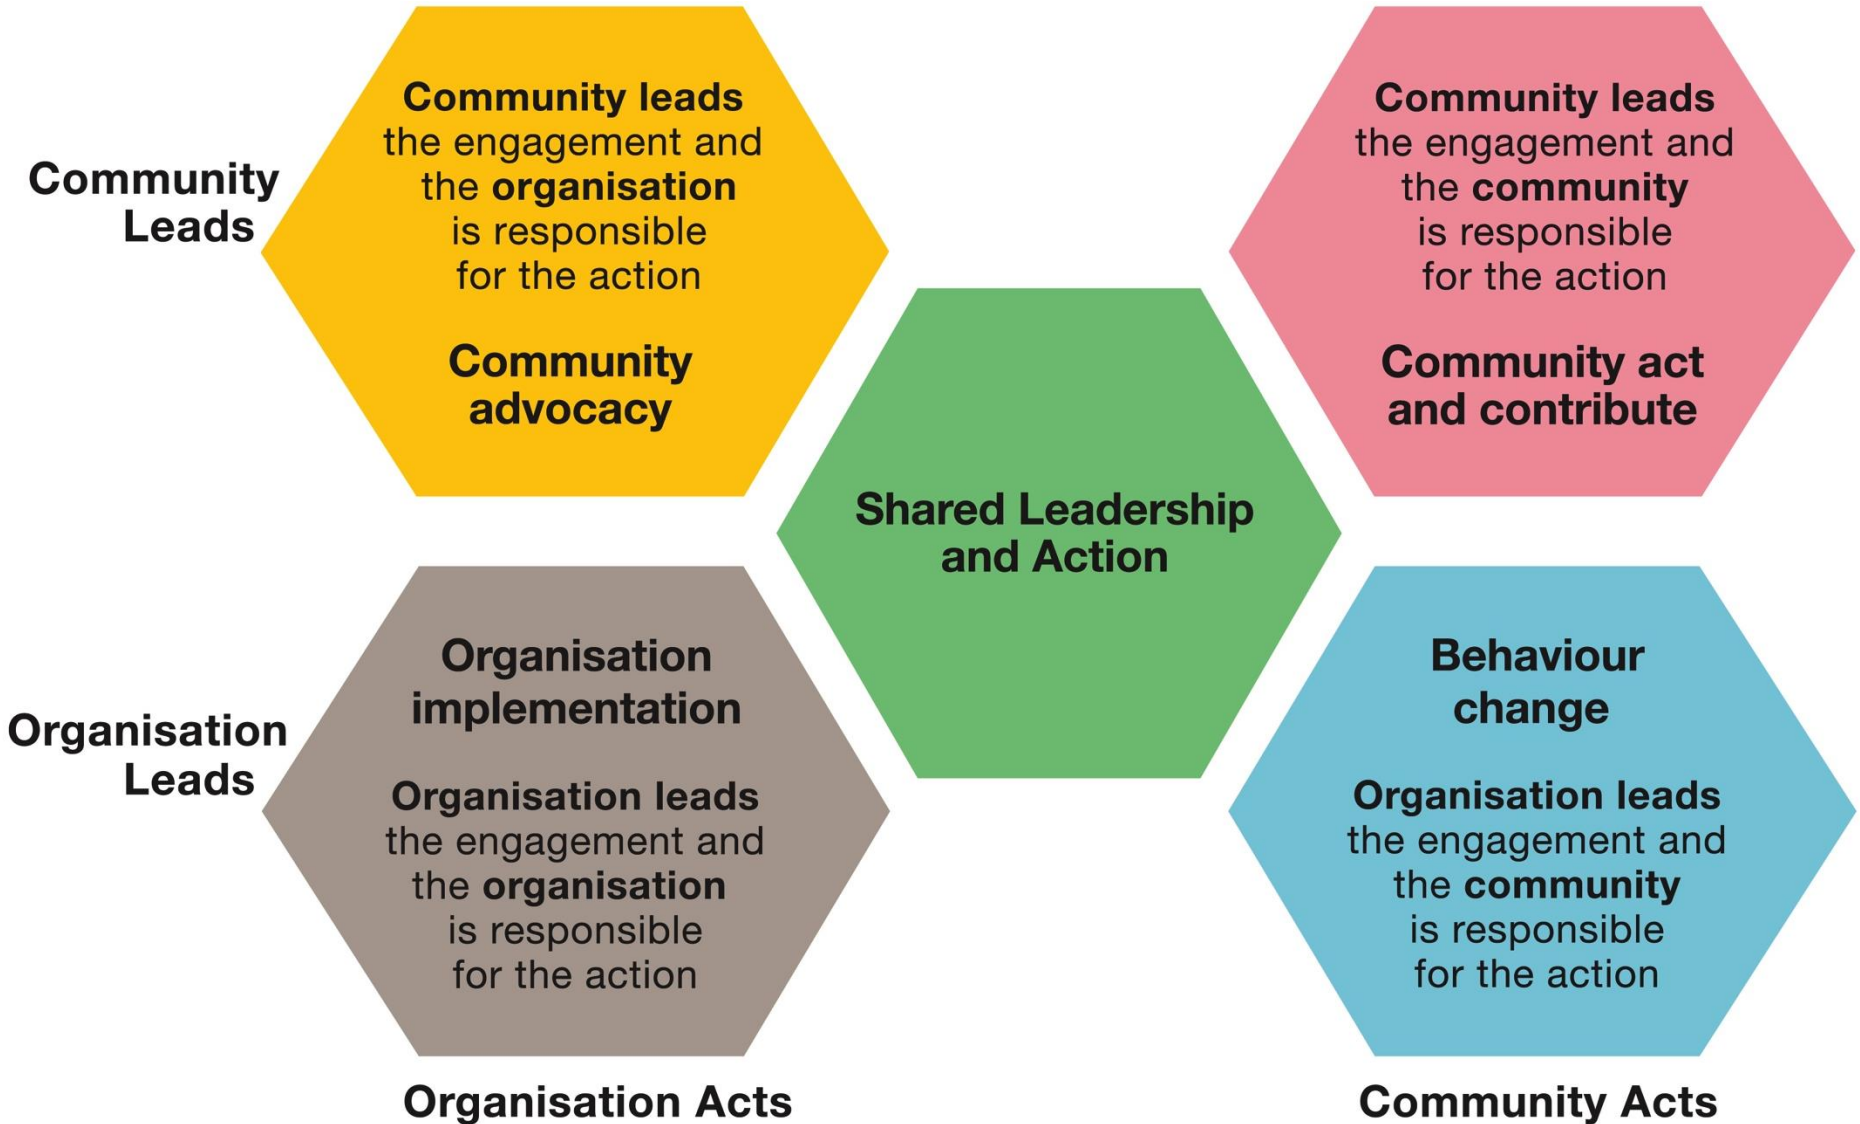 Community
Leads
Community leads
the engagement and
the organisation
is responsible
for the action
Community
advocacy
Community leads
the engagement and
the community
is responsible
for the action
Community act
and contribute
Shared Leadership
and Action
Organisation
Leads
Organisation
implementation
Organisation leads
the engagement and
the organisation
is responsible
for the action
Behaviour
change
Organisation leads
the engagement and
the community
is responsible
for the action
Organisation Acts
Community Acts